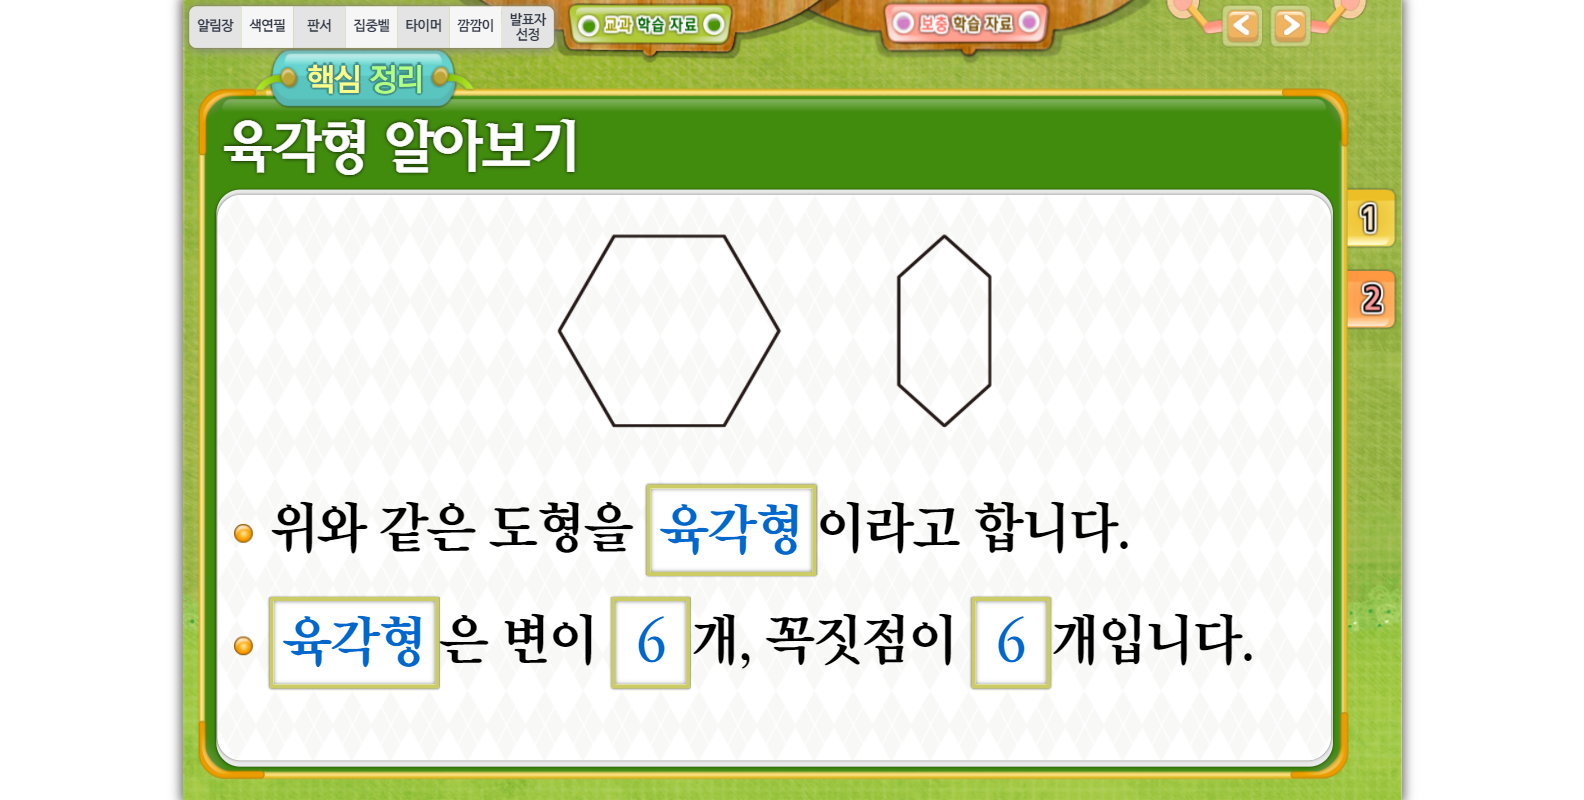 알림장 색연필 판서 집중벨 타이머 깜깜이 발표자 선정
교과 학습 자료
보충 학습 자료
핵심 정리
육각형 알아보기
1
2
위와 같은 도형을 육각형이라고 합니다.
육각형은 변이 6개, 꼭짓점이 6개입니다.